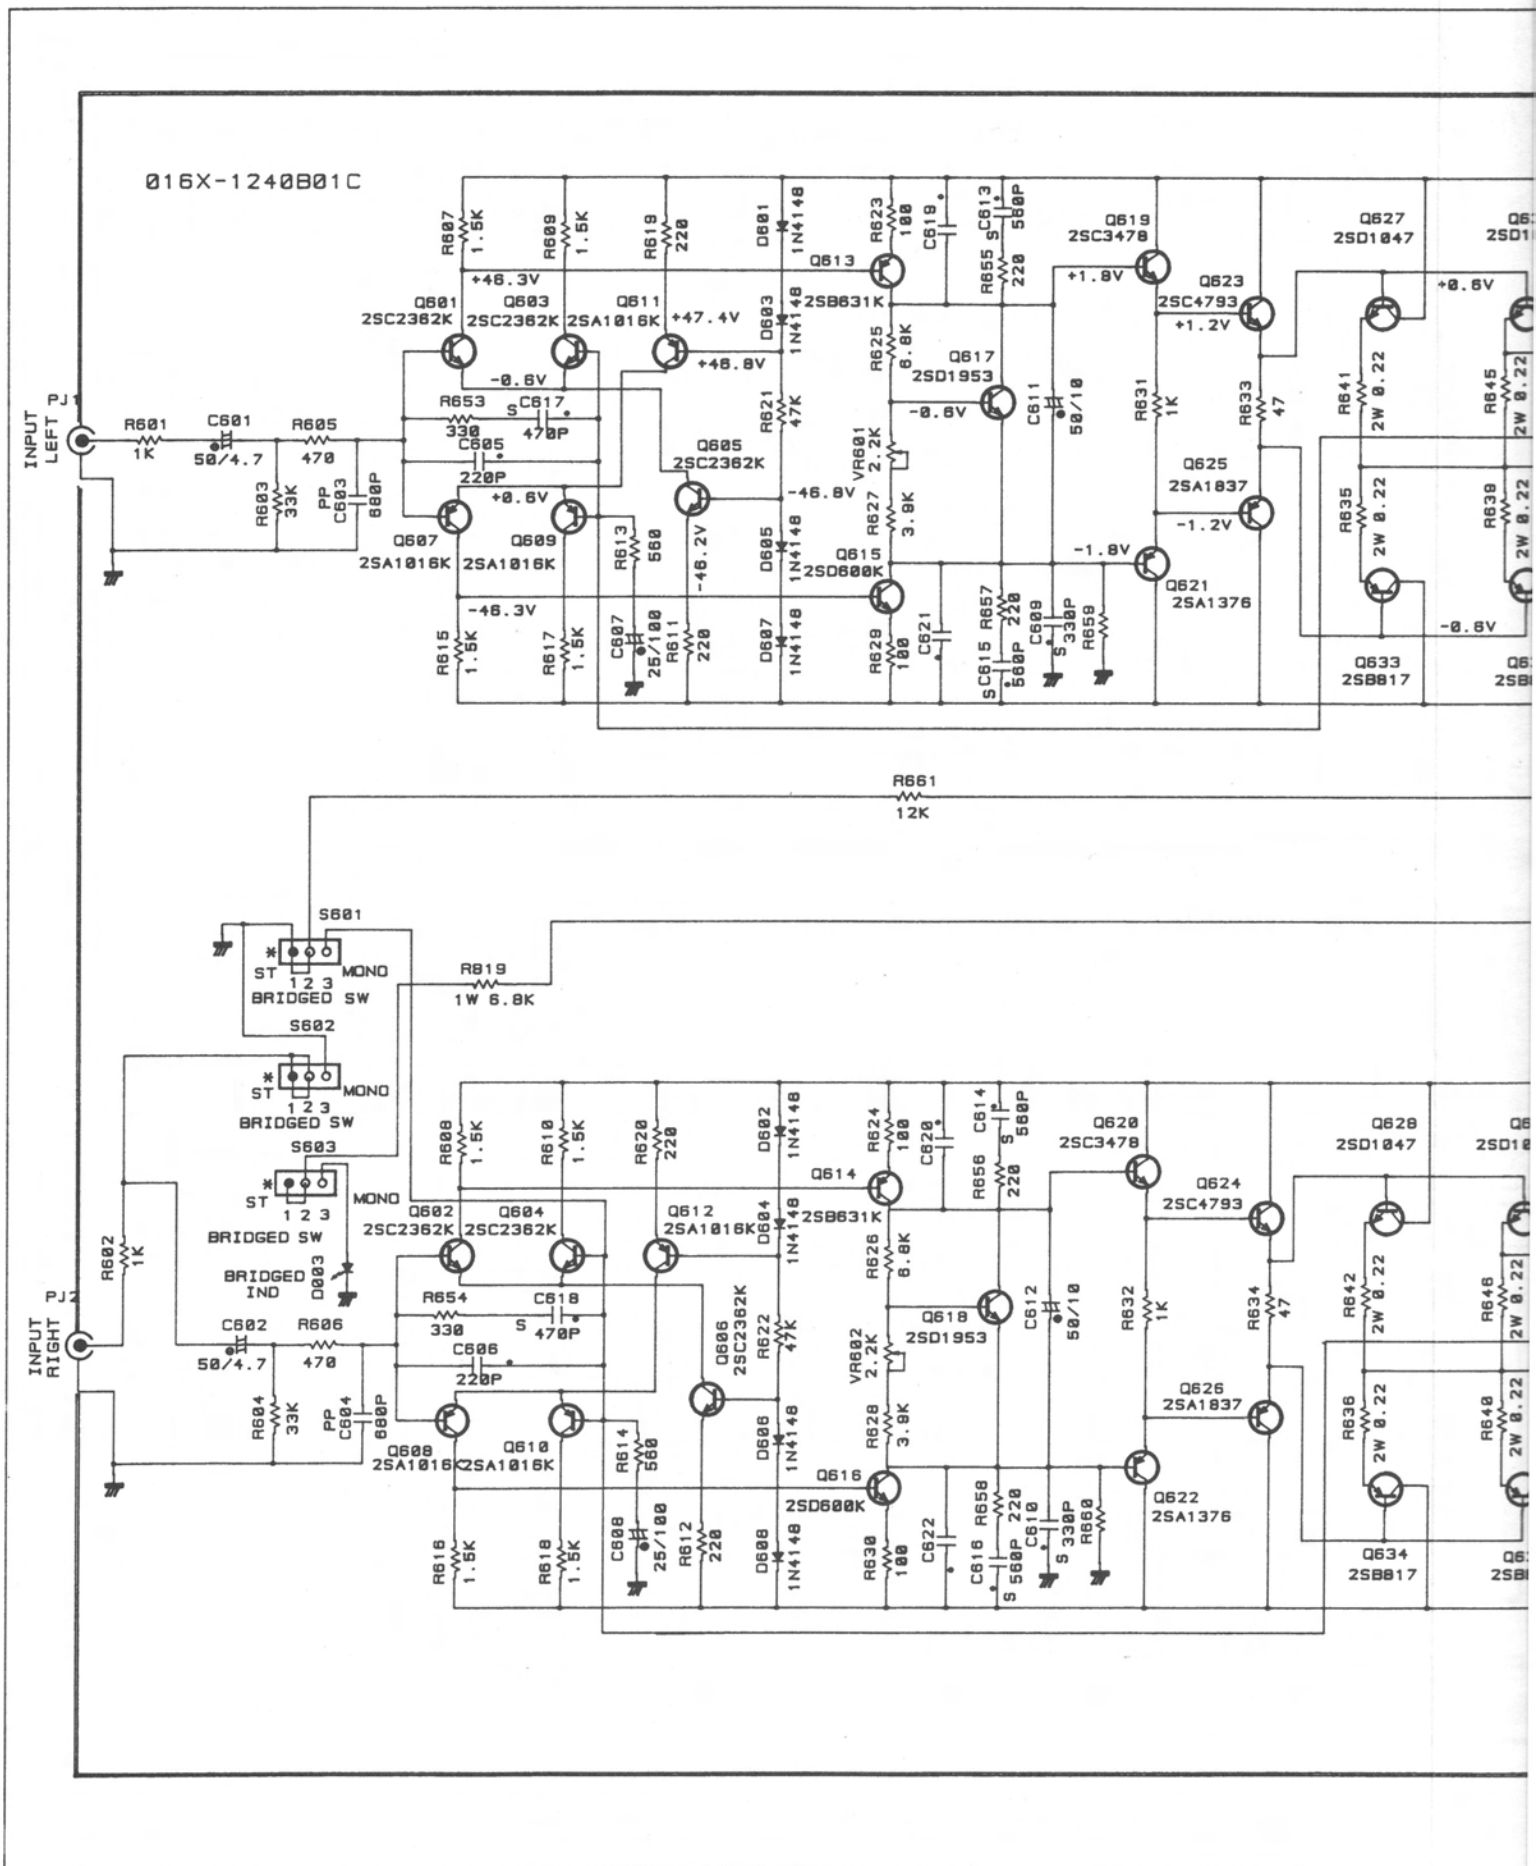 016X-1240B01C
R607
1.5K
R609
1.5K
R619
220
D601
1N4148
R623
100
C619
C613
560P
S
R655
220
Q619
2SC3478
Q627
2SD1047
+46.3V
Q613
2SB631K
+1.8V
Q623
2SC4793
+0.6V
Q601
2SC2362K
Q603
2SC2362K
Q611
2SA1016K
+47.4V
D603
1N4148
+1.2V
+46.8V
R625
6.8K
Q617
2SD1953
-0.6V
-0.6V
R653
330
S
C617
470P
R621
47K
C611
50/10
R631
1K
R633
47
R641
2W 0.22
R645
2W 0.22
INPUT
LEFT
PJ1
R601
1K
C601
50/4.7
R605
470
C605
220P
Q605
2SC2362K
VR601
2.2K
Q625
2SA1837
R603
33K
PP
C603
680P
+0.6V
-46.8V
R627
3.9K
-1.2V
R635
2W 0.22
R639
2W 0.22
Q607
2SA1016K
Q609
2SA1016K
R613
560
-46.2V
D605
1N4148
Q615
2SD600K
-1.8V
Q621
2SA1376
-46.3V
R615
1.5K
R617
1.5K
C607
25/100
R611
220
D607
1N4148
R629
100
C621
R657
220
S
C615
560P
C609
330P
S
R659
-0.6V
Q633
2SB817
R661
12K
S601
*
ST
MONO
1 2 3
BRIDGED SW
R819
1W 6.8K
S602
*
ST
MONO
1 2 3
BRIDGED SW
S603
*
ST
MONO
1 2 3
BRIDGED SW
BRIDGED
IND
D003
R608
1.5K
R610
1.5K
R620
220
D602
1N4148
R624
100
C620
C614
560P
S
R656
220
Q620
2SC3478
Q628
2SD1047
Q614
2SB631K
Q624
2SC4793
Q602
2SC2362K
Q604
2SC2362K
Q612
2SA1016K
D604
1N4148
R602
1K
R626
6.8K
R654
330
S
C618
470P
Q606
2SC2362K
R622
47K
Q618
2SD1953
C612
50/10
R632
1K
R634
47
R642
2W 0.22
R646
2W 0.22
INPUT
RIGHT
PJ2
C602
50/4.7
R606
470
C606
220P
VR602
2.2K
R604
33K
PP
C604
680P
D606
1N4148
R628
3.9K
Q626
2SA1837
R636
2W 0.22
R640
2W 0.22
Q608
2SA1016K
Q610
2SA1016K
R614
560
Q616
2SD600K
R658
220
Q622
2SA1376
R616
1.5K
R618
1.5K
C608
25/100
R612
220
D608
1N4148
R630
100
C622
C616
S
560P
C610
330P
S
R660
Q634
2SB817